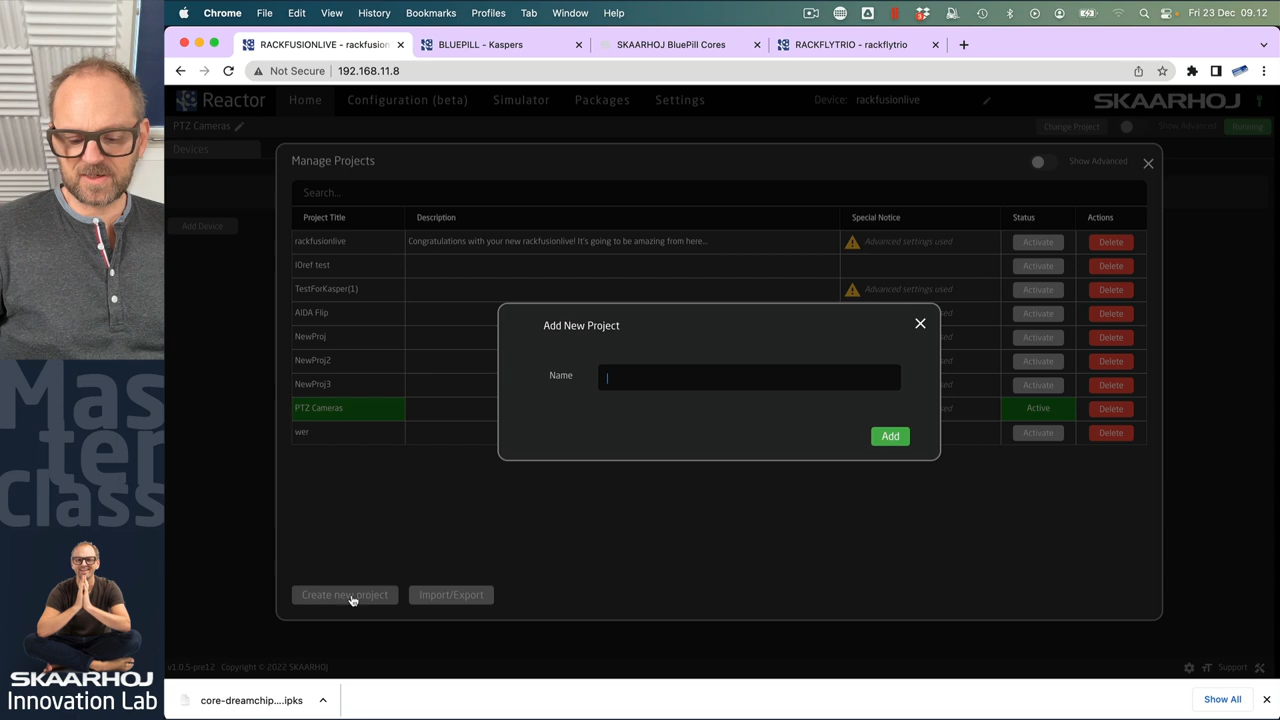 Chrome File Edit View History Bookmarks Profiles Tab Window Help Fri 23 Dec 09.12
RACKFUSIONLIVE - rackfusion BLUEPILL - Kaspers SKAARHOJ BluePill Cores RACKFLYTRIO - rackflytrio
Not Secure 192.168.11.8
Reactor Home Configuration (beta) Simulator Packages Settings Device: rackfusionlive SKAARHOJ
PTZ Cameras Change Project Show Advanced Running
Devices
Add Device
Manage Projects Show Advanced
Search...
Project Title Description Special Notice Status Actions
rackfusionlive Congratulations with your new rackfusionlive! It's going to be amazing from here... Advanced settings used Activate Delete
IOref test Activate Delete
TestForKasper(1) Advanced settings used Activate Delete
AIDA Flip used Activate Delete
NewProj used Activate Delete
NewProj2 used Activate Delete
NewProj3 used Activate Delete
PTZ Cameras used Active Delete
wer Activate Delete
Add New Project
Name
Add
Create new project Import/Export
v1.0.5-pre12 Copyright © 2022 SKAARHOJ Support
core-dreamchip....ipks Show All
Mas
ter
Class
SKAARHOJ
Innovation Lab